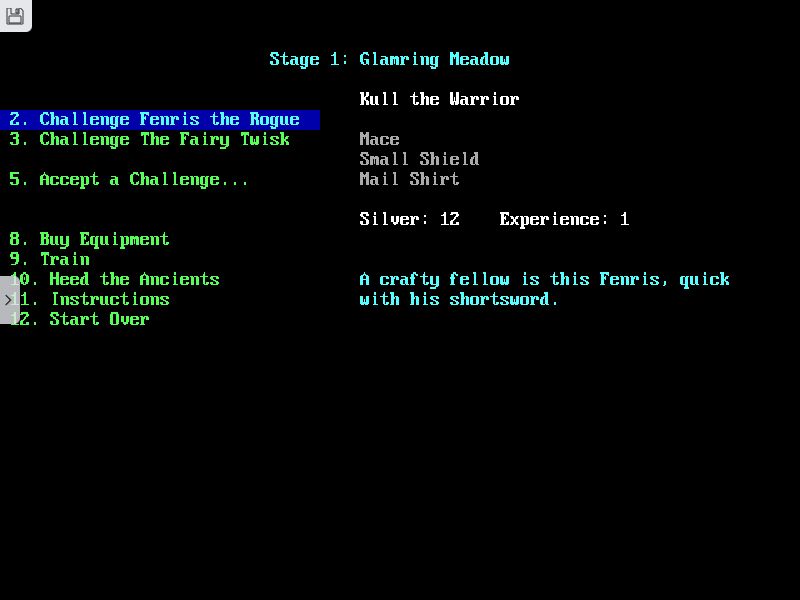 Stage 1: Glamring Meadow
Kull the Warrior
2. Challenge Fenris the Rogue
3. Challenge The Fairy Twisk
Mace
Small Shield
5. Accept a Challenge...
Mail Shirt
Silver: 12 Experience: 1
8. Buy Equipment
9. Train
10. Heed the Ancients
A crafty fellow is this Fenris, quick
11. Instructions
with his shortsword.
12. Start Over